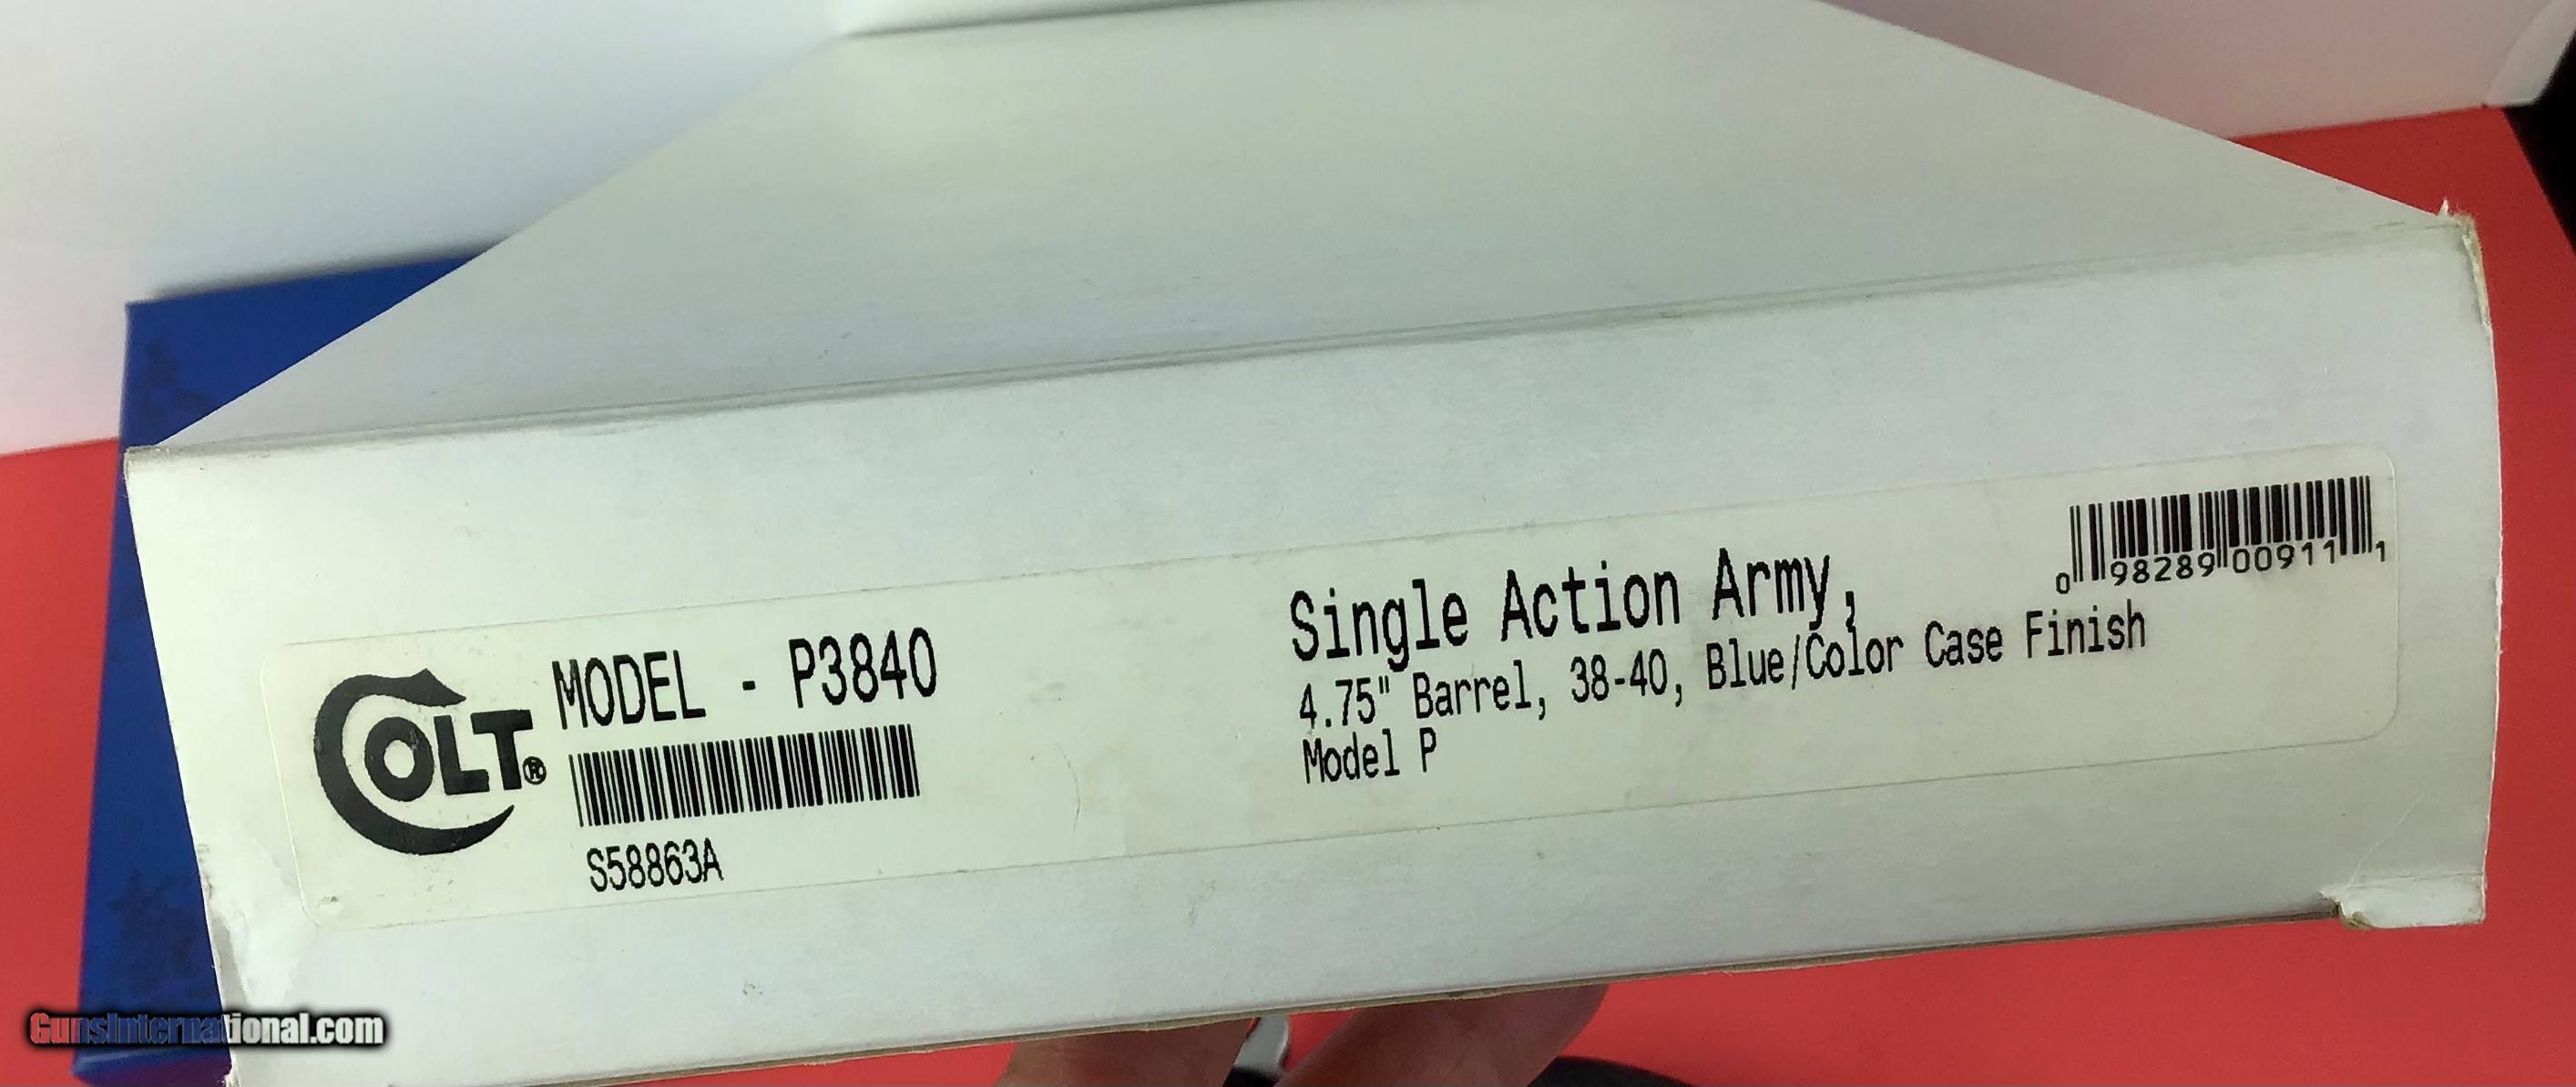 COLT®
MODEL - P3840
S58863A
Single Action Army,
4.75" Barrel, 38-40, Blue/Color Case Finish
Model P
0 98289 00911 1
GunsInternational.com